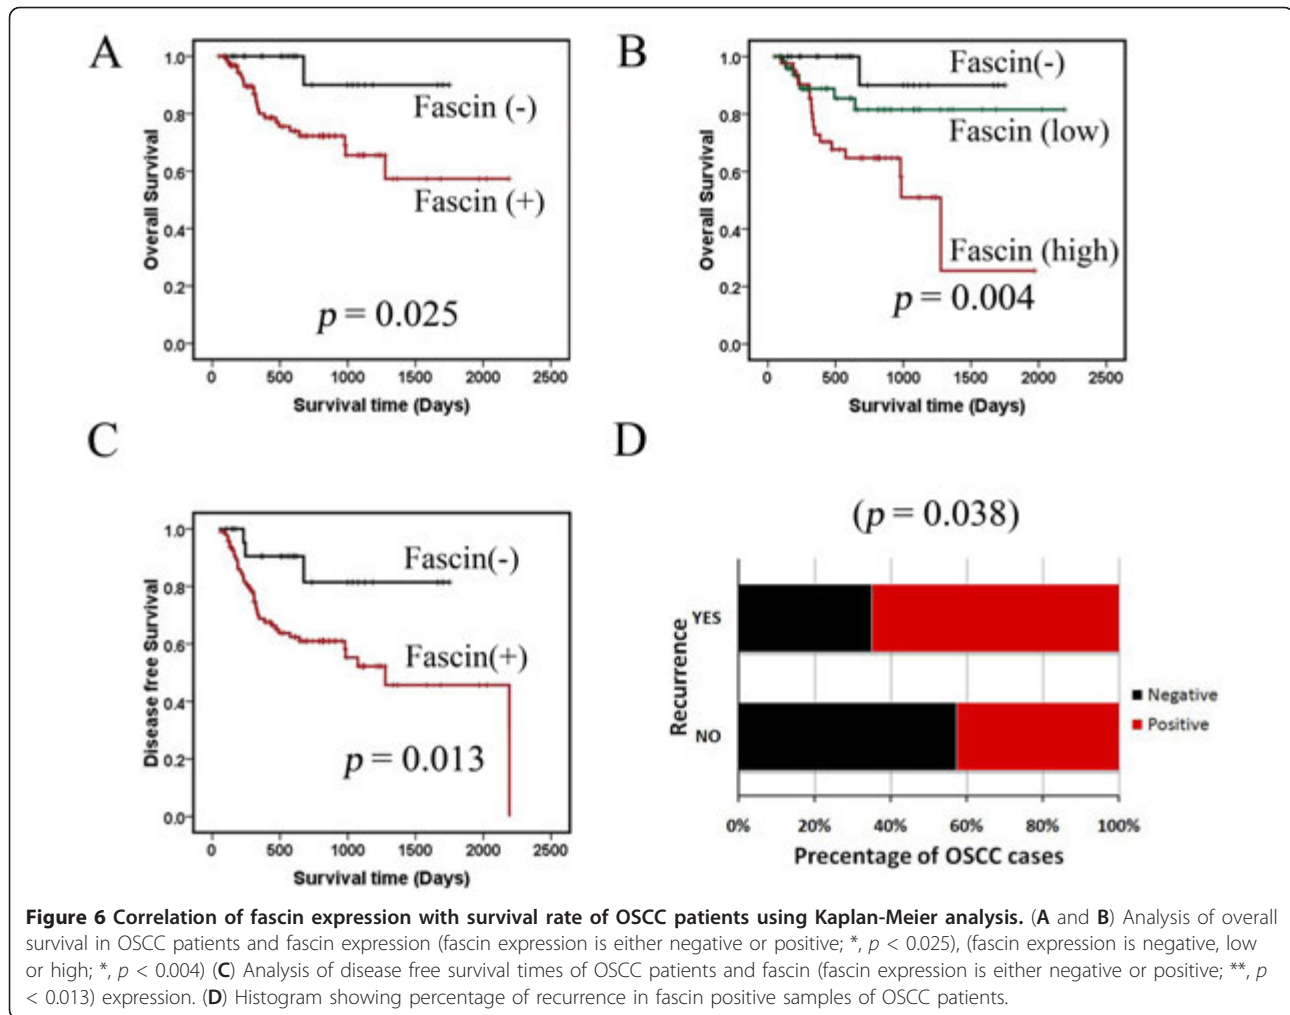 A
1.0
0.8
0.6
0.4
0.2
0.0
Overall Survival
Fascin (-)
Fascin (+)
p = 0.025
0 500 1000 1500 2000 2500
Survival time (Days)
B
1.0
0.8
0.6
0.4
0.2
0.0
Overall Survival
Fascin(-)
Fascin (low)
Fascin (high)
p = 0.004
0 500 1000 1500 2000 2500
Survival time (Days)
C
1.0
0.8
0.6
0.4
0.2
0.0
Disease free Survival
Fascin(-)
Fascin(+)
p = 0.013
0 500 1000 1500 2000 2500
Survival time (Days)
D
(p = 0.038)
Recurrence
YES
NO
Negative
Positive
0% 20% 40% 60% 80% 100%
Precentage of OSCC cases
Figure 6 Correlation of fascin expression with survival rate of OSCC patients using Kaplan-Meier analysis. (A and B) Analysis of overall
survival in OSCC patients and fascin expression (fascin expression is either negative or positive; *, p < 0.025), (fascin expression is negative, low
or high; *, p < 0.004) (C) Analysis of disease free survival times of OSCC patients and fascin (fascin expression is either negative or positive; **, p
< 0.013) expression. (D) Histogram showing percentage of recurrence in fascin positive samples of OSCC patients.